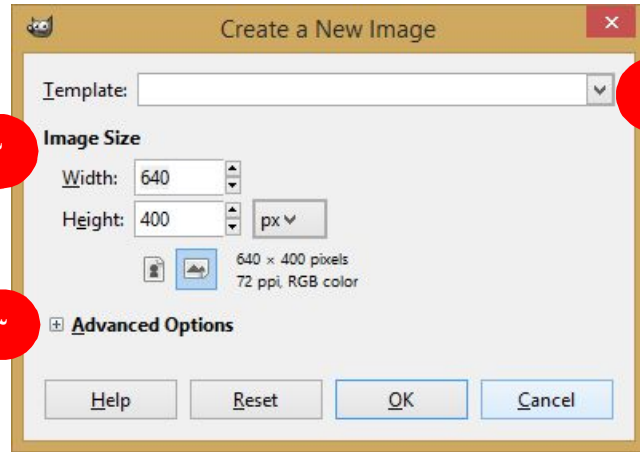 Create a New Image
Template:
Image Size
Width: 640
Height: 400 px
640 × 400 pixels
72 ppi, RGB color
Advanced Options
Help Reset OK Cancel